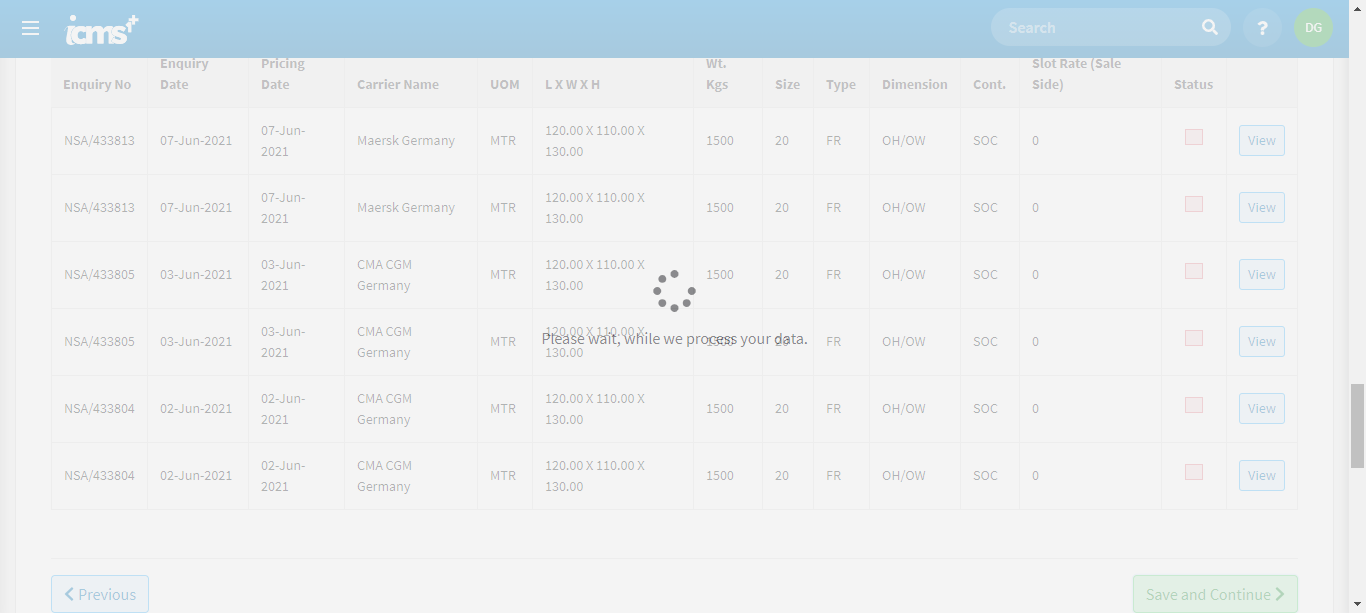 icms+
Search
?
DG
Enquiry No
Enquiry
Date
Pricing
Date
Carrier Name
UOM
L X W X H
Wt.
Kgs
Size
Type
Dimension
Cont.
Slot Rate (Sale
Side)
Status
NSA/433813 07-Jun-2021 07-Jun- Maersk Germany MTR 120.00 X 110.00 X 1500 20 FR OH/OW SOC 0 View
2021 130.00
NSA/433813 07-Jun-2021 07-Jun- Maersk Germany MTR 120.00 X 110.00 X 1500 20 FR OH/OW SOC 0 View
2021 130.00
NSA/433805 03-Jun-2021 03-Jun- CMA CGM MTR 120.00 X 110.00 X 1500 20 FR OH/OW SOC 0 View
2021 Germany 130.00
NSA/433805 03-Jun-2021 03-Jun- CMA CGM MTR 120.00 X 110.00 X 1500 20 FR OH/OW SOC 0 View
2021 Germany 130.00
Please wait, while we process your data.
NSA/433804 02-Jun-2021 02-Jun- CMA CGM MTR 120.00 X 110.00 X 1500 20 FR OH/OW SOC 0 View
2021 Germany 130.00
NSA/433804 02-Jun-2021 02-Jun- CMA CGM MTR 120.00 X 110.00 X 1500 20 FR OH/OW SOC 0 View
2021 Germany 130.00
Previous
Save and Continue